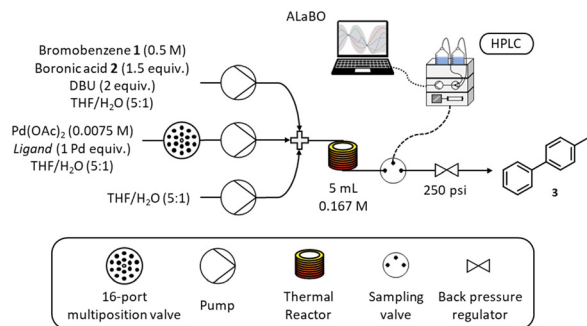 ALaBO
HPLC
Bromobenzene 1 (0.5 M)
Boronic acid 2 (1.5 equiv.)
DBU (2 equiv.)
THF/H₂O (5:1)
Pd(OAc)₂ (0.0075 M)
Ligand (1 Pd equiv.)
THF/H₂O (5:1)
THF/H₂O (5:1)
5 mL
0.167 M
250 psi
3
16-port
multiposition valve
Pump
Thermal
Reactor
Sampling
valve
Back pressure
regulator